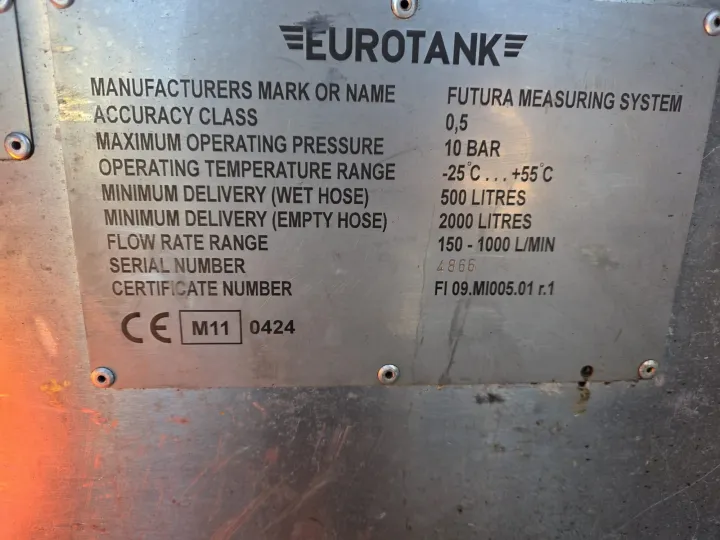 EUROTANK
MANUFACTURERS MARK OR NAME FUTURA MEASURING SYSTEM
ACCURACY CLASS 0,5
MAXIMUM OPERATING PRESSURE 10 BAR
OPERATING TEMPERATURE RANGE -25°C . . . +55°C
MINIMUM DELIVERY (WET HOSE) 500 LITRES
MINIMUM DELIVERY (EMPTY HOSE) 2000 LITRES
FLOW RATE RANGE 150 - 1000 L/MIN
SERIAL NUMBER 4866
CERTIFICATE NUMBER FI 09.MI005.01 r.1
CE M11 0424